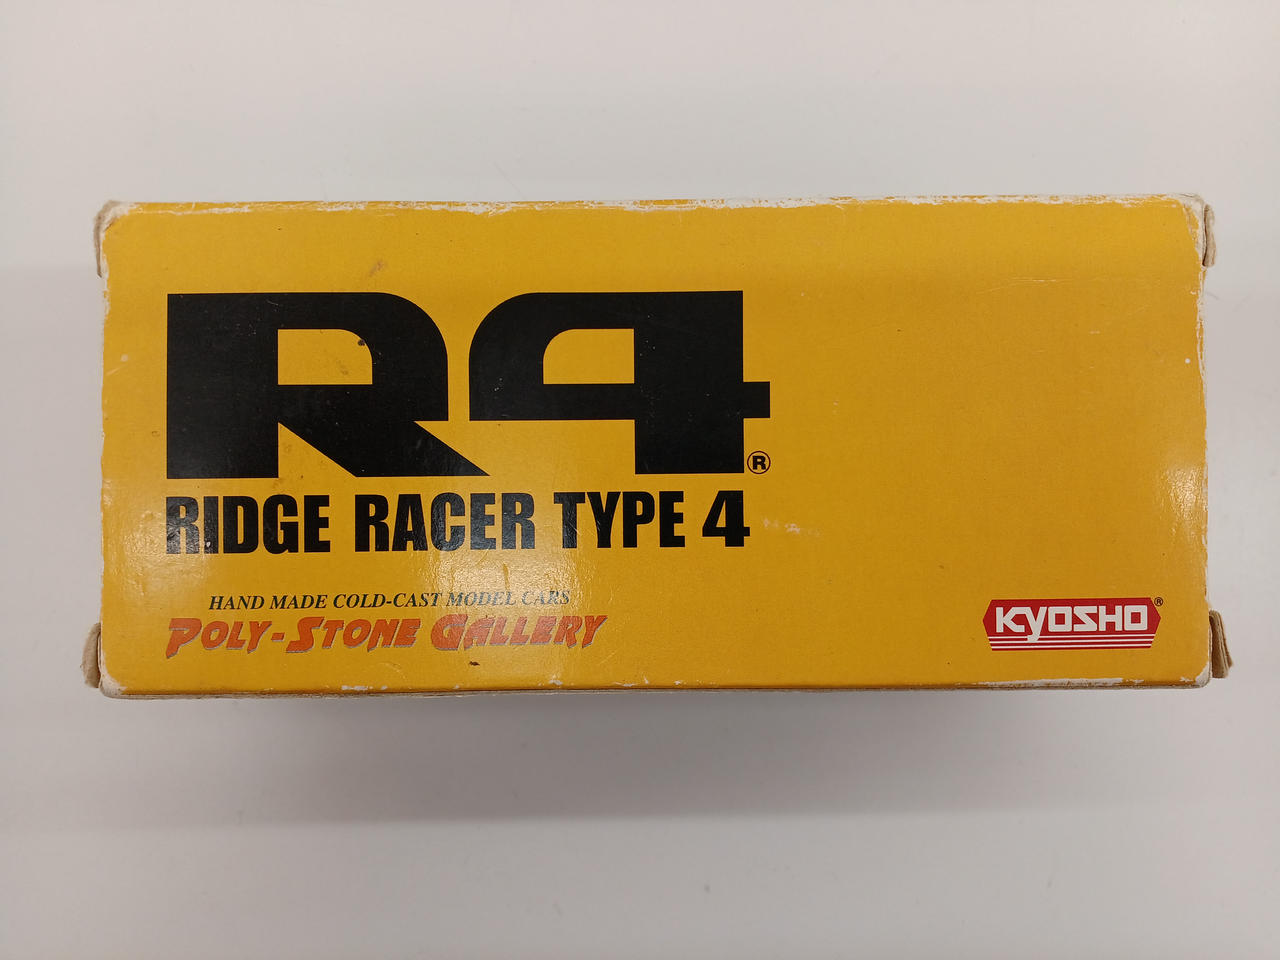 R4®
RIDGE RACER TYPE 4
HAND MADE COLD-CAST MODEL CARS
POLY-STONE GALLERY
KYOSHO®